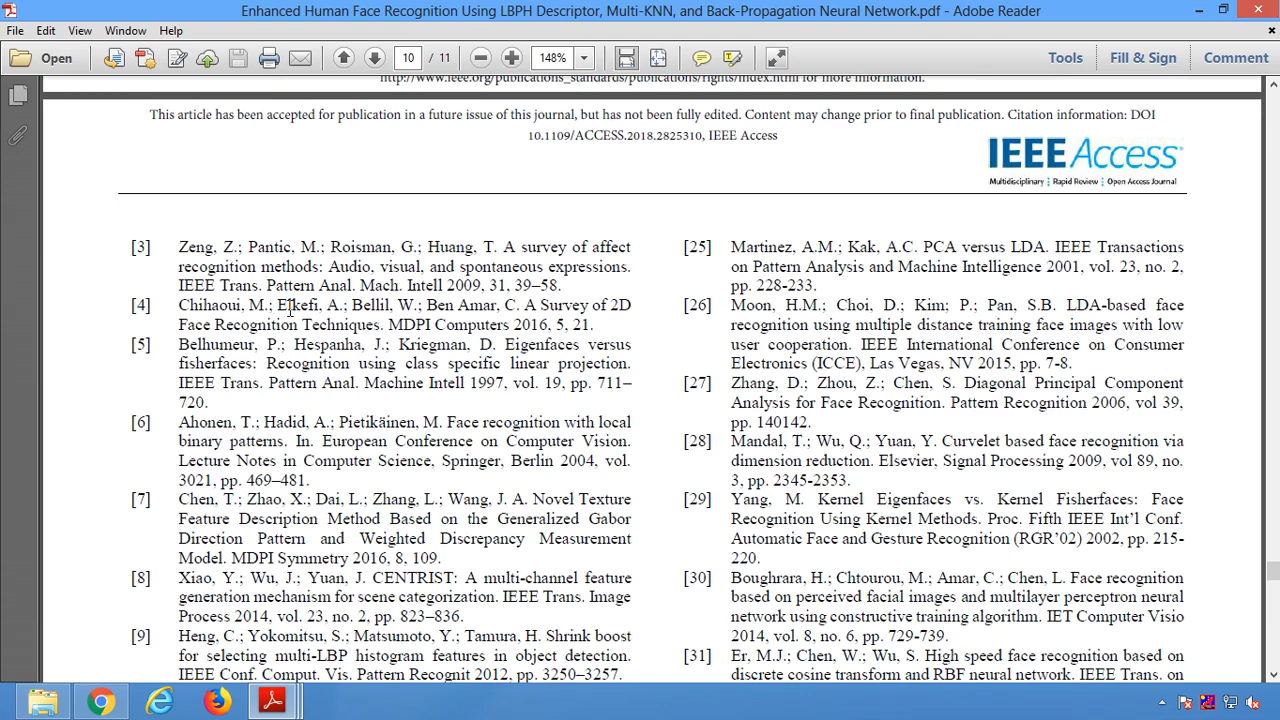 Enhanced Human Face Recognition Using LBPH Descriptor, Multi-KNN, and Back-Propagation Neural Network.pdf - Adobe Reader
File Edit View Window Help
Open 10 / 11 148% Tools Fill & Sign Comment
http://www.ieee.org/publications_standards/publications/rights/index.html for more information.
This article has been accepted for publication in a future issue of this journal, but has not been fully edited. Content may change prior to final publication. Citation information: DOI
10.1109/ACCESS.2018.2825310, IEEE Access
IEEE Access
Multidisciplinary Rapid Review Open Access Journal
[3] Zeng, Z.; Pantic, M.; Roisman, G.; Huang, T. A survey of affect
recognition methods: Audio, visual, and spontaneous expressions.
IEEE Trans. Pattern Anal. Mach. Intell 2009, 31, 39–58.
[4] Chihaoui, M.; Elkefi, A.; Bellil, W.; Ben Amar, C. A Survey of 2D
Face Recognition Techniques. MDPI Computers 2016, 5, 21.
[5] Belhumeur, P.; Hespanha, J.; Kriegman, D. Eigenfaces versus
fisherfaces: Recognition using class specific linear projection.
IEEE Trans. Pattern Anal. Machine Intell 1997, vol. 19, pp. 711–
720.
[6] Ahonen, T.; Hadid, A.; Pietikäinen, M. Face recognition with local
binary patterns. In. European Conference on Computer Vision.
Lecture Notes in Computer Science, Springer, Berlin 2004, vol.
3021, pp. 469–481.
[7] Chen, T.; Zhao, X.; Dai, L.; Zhang, L.; Wang, J. A. Novel Texture
Feature Description Method Based on the Generalized Gabor
Direction Pattern and Weighted Discrepancy Measurement
Model. MDPI Symmetry 2016, 8, 109.
[8] Xiao, Y.; Wu, J.; Yuan, J. CENTRIST: A multi-channel feature
generation mechanism for scene categorization. IEEE Trans. Image
Process 2014, vol. 23, no. 2, pp. 823–836.
[9] Heng, C.; Yokomitsu, S.; Matsumoto, Y.; Tamura, H. Shrink boost
for selecting multi-LBP histogram features in object detection.
IEEE Conf. Comput. Vis. Pattern Recognit 2012, pp. 3250–3257.
[25] Martinez, A.M.; Kak, A.C. PCA versus LDA. IEEE Transactions
on Pattern Analysis and Machine Intelligence 2001, vol. 23, no. 2,
pp. 228-233.
[26] Moon, H.M.; Choi, D.; Kim; P.; Pan, S.B. LDA-based face
recognition using multiple distance training face images with low
user cooperation. IEEE International Conference on Consumer
Electronics (ICCE), Las Vegas, NV 2015, pp. 7-8.
[27] Zhang, D.; Zhou, Z.; Chen, S. Diagonal Principal Component
Analysis for Face Recognition. Pattern Recognition 2006, vol 39,
pp. 140142.
[28] Mandal, T.; Wu, Q.; Yuan, Y. Curvelet based face recognition via
dimension reduction. Elsevier, Signal Processing 2009, vol 89, no.
3, pp. 2345-2353.
[29] Yang, M. Kernel Eigenfaces vs. Kernel Fisherfaces: Face
Recognition Using Kernel Methods. Proc. Fifth IEEE Int’l Conf.
Automatic Face and Gesture Recognition (RGR’02) 2002, pp. 215-
220.
[30] Boughrara, H.; Chtourou, M.; Amar, C.; Chen, L. Face recognition
based on perceived facial images and multilayer perceptron neural
network using constructive training algorithm. IET Computer Visio
2014, vol. 8, no. 6, pp. 729-739.
[31] Er, M.J.; Chen, W.; Wu, S. High speed face recognition based on
discrete cosine transform and RBF neural network. IEEE Trans. on